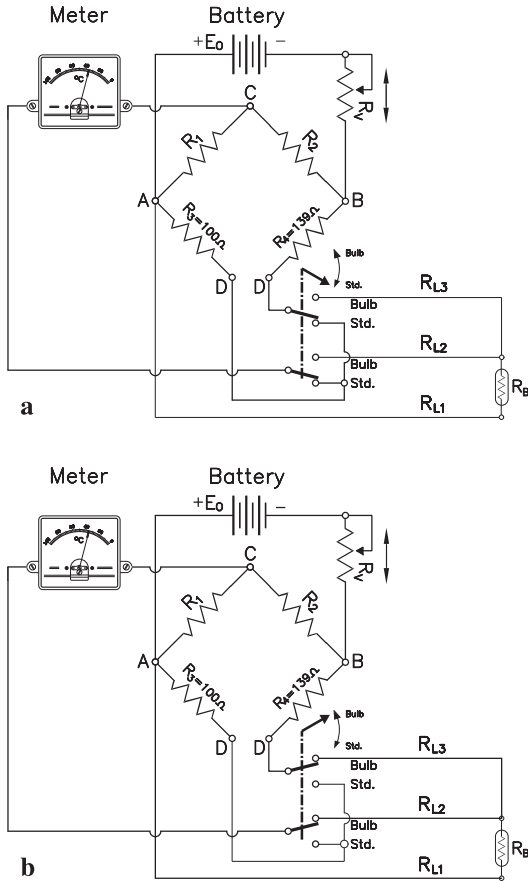 Meter
Battery
+E0
−
°C
C
Rv
R1
R2
A
B
R3=100Ω
R4=139Ω
D
D
Bulb
Std.
RL3
Bulb
Std.
RL2
Bulb
Std.
RB
RL1
a
Meter
Battery
+E0
−
°C
C
Rv
R1
R2
A
B
R3=100Ω
R4=139Ω
D
D
Bulb
Std.
RL3
Bulb
Std.
RL2
Bulb
Std.
RB
RL1
b